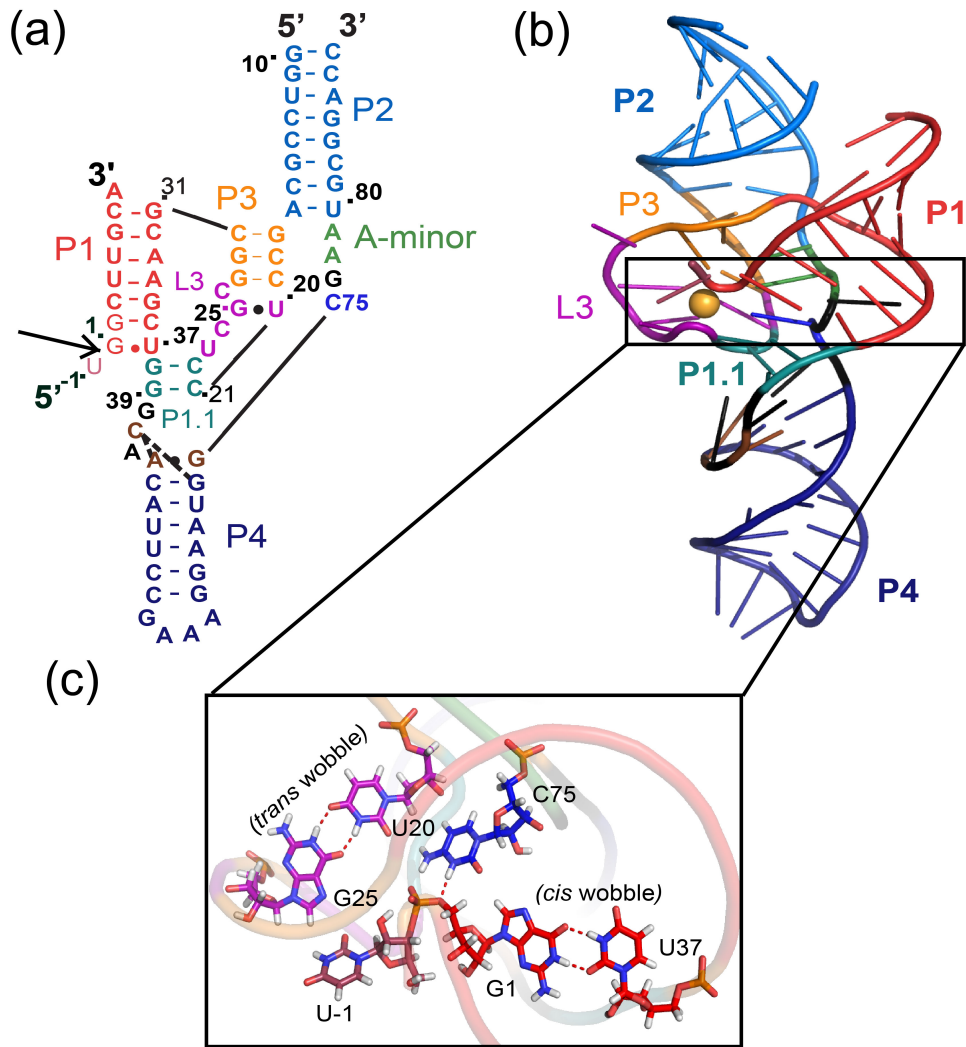 (a)
5' 3'
G – C
10 G – C
U – A
C – G
P2
C – G
G – C
C – G
A – U 80
3'
A
31
C – G
G – C
U – A
U – A
C – G
G – C
G • U 37
P1
P3
C – G
G – C
G – C
L3
C
25 G • U 20
C
U
A
A
A-minor
G
C75
1
U
5' -1
G – C
G – C 21
P1.1
39 G
C
A
A • G
C – G
A – U
U – A
U – A
P4
C – G
C – G
G A
A A
(b)
P2
P1
P3
L3
P1.1
P4
(c)
(trans wobble)
C75
U20
G25
(cis wobble)
U37
G1
U-1